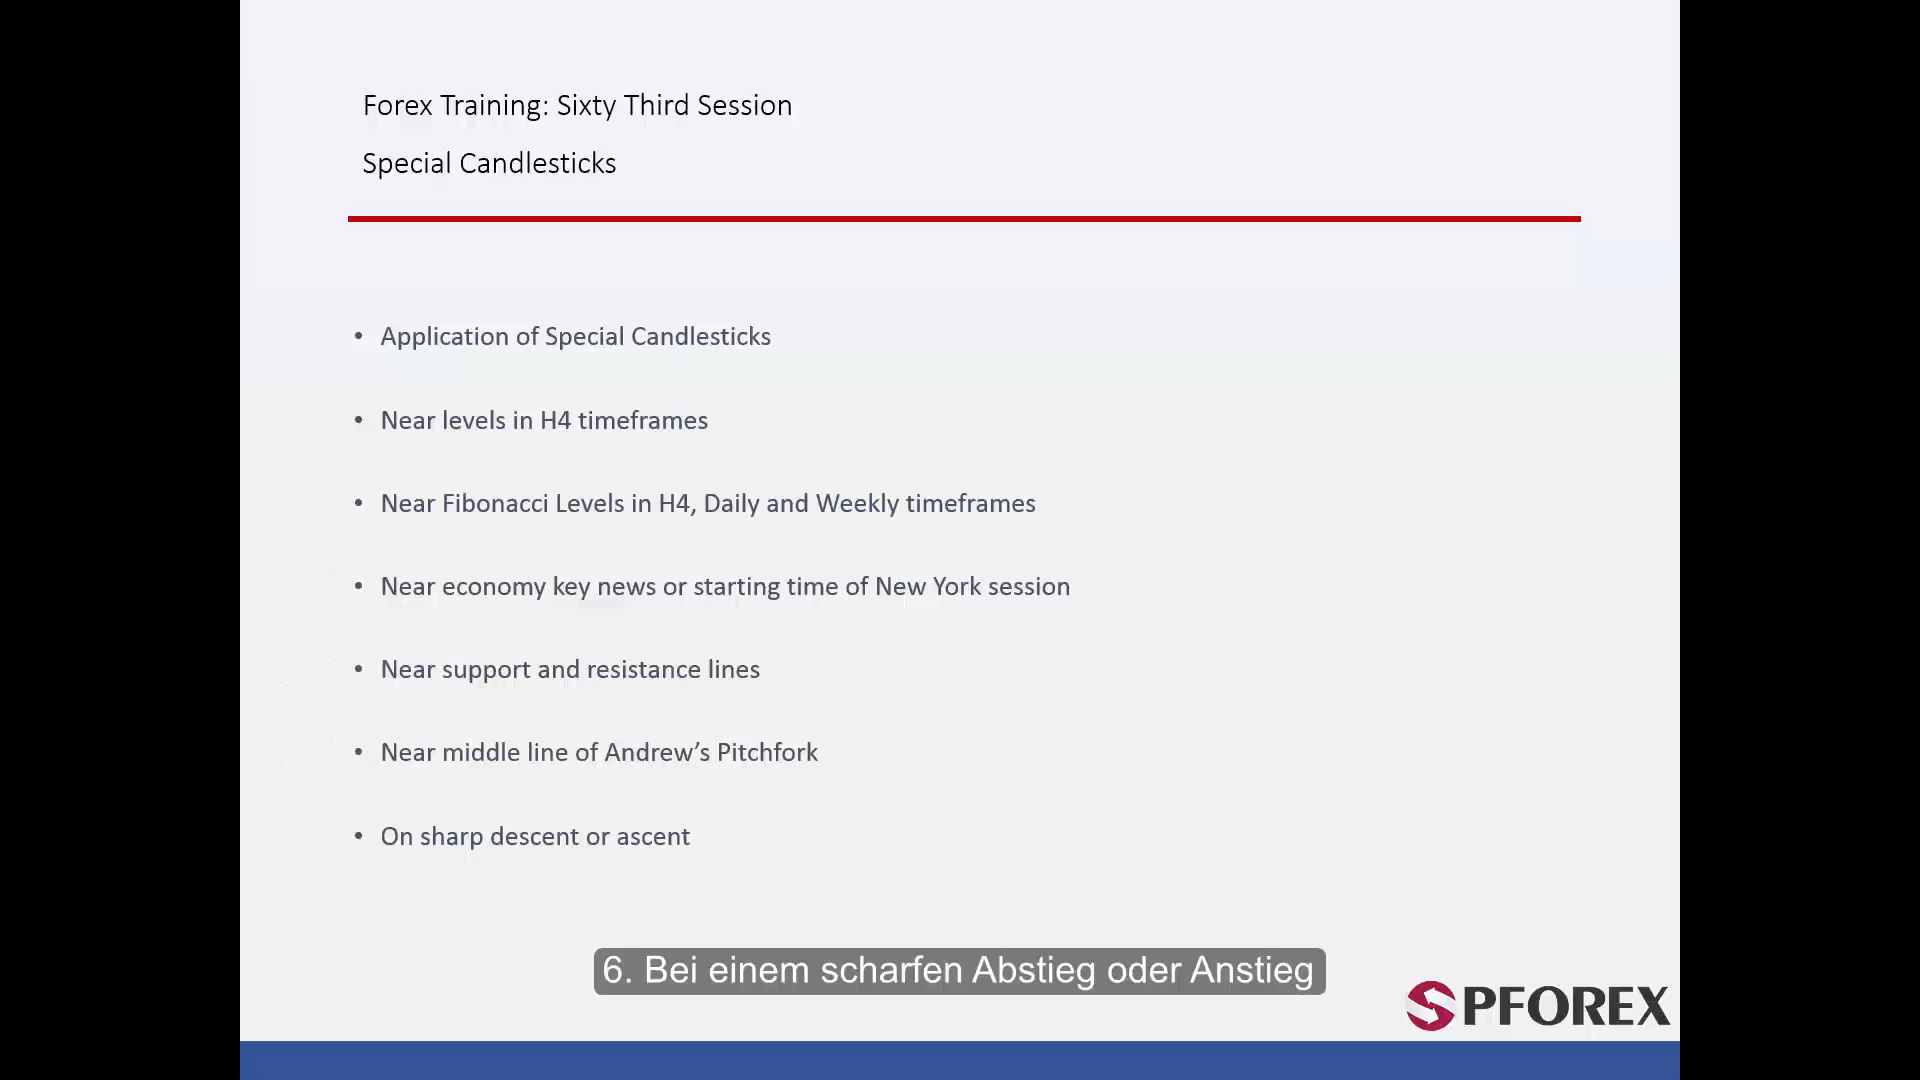 Forex Training: Sixty Third Session
Special Candlesticks
• Application of Special Candlesticks
• Near levels in H4 timeframes
• Near Fibonacci Levels in H4, Daily and Weekly timeframes
• Near economy key news or starting time of New York session
• Near support and resistance lines
• Near middle line of Andrew’s Pitchfork
• On sharp descent or ascent
6. Bei einem scharfen Abstieg oder Anstieg
PFOREX